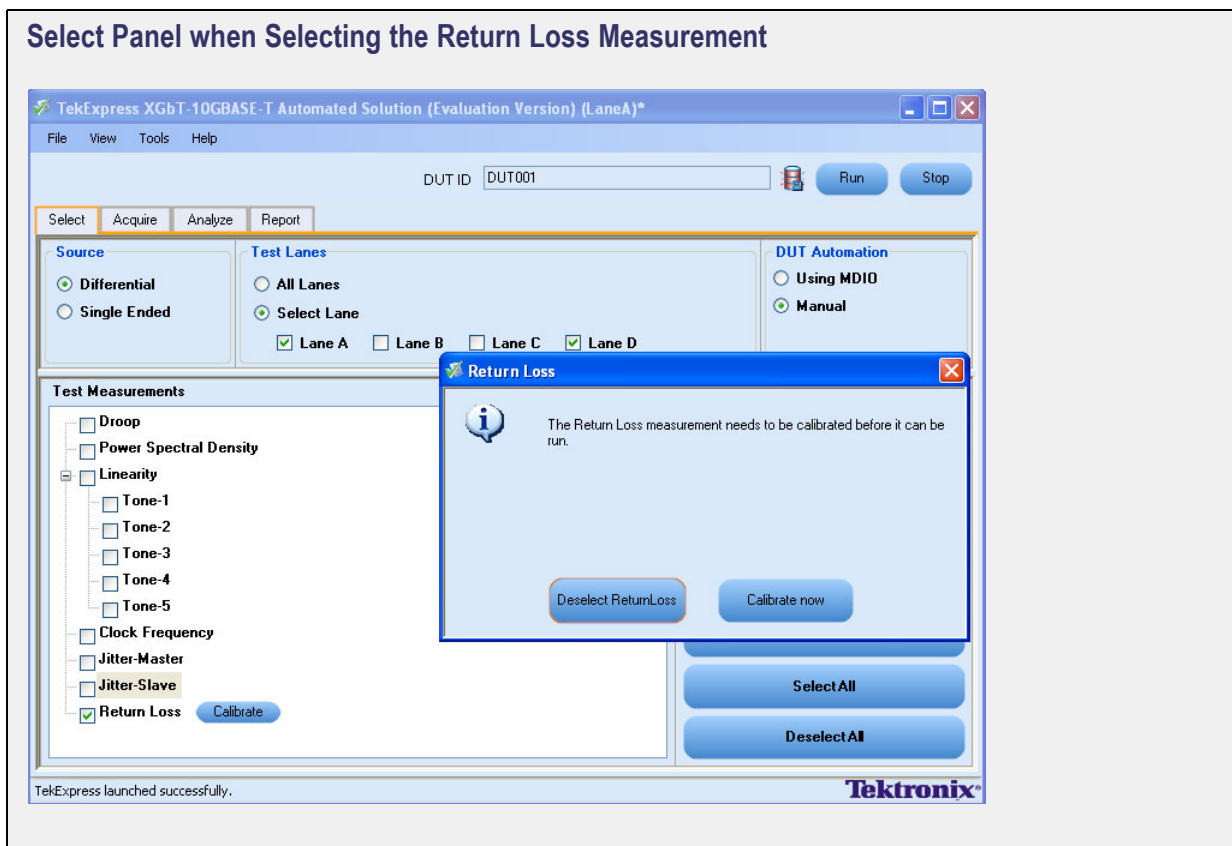 Select Panel when Selecting the Return Loss Measurement
TekExpress XGbT-10GBASE-T Automated Solution (Evaluation Version) (LaneA)*
File View Tools Help
DUT ID DUT001 Run Stop
Select Acquire Analyze Report
Source Test Lanes DUT Automation
Differential All Lanes Using MDIO
Single Ended Select Lane Manual
Lane A Lane B Lane C Lane D
Return Loss
Test Measurements
The Return Loss measurement needs to be calibrated before it can be
run.
Droop
Power Spectral Density
Linearity
Tone-1
Tone-2
Tone-3
Tone-4
Tone-5
Deselect ReturnLoss Calibrate now
Clock Frequency
Jitter-Master
Jitter-Slave
Select All
Return Loss Calibrate
Deselect All
TekExpress launched successfully.
Tektronix